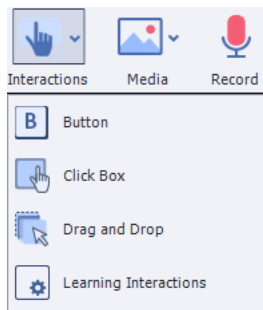 Interactions Media Record
B Button
Click Box
Drag and Drop
Learning Interactions